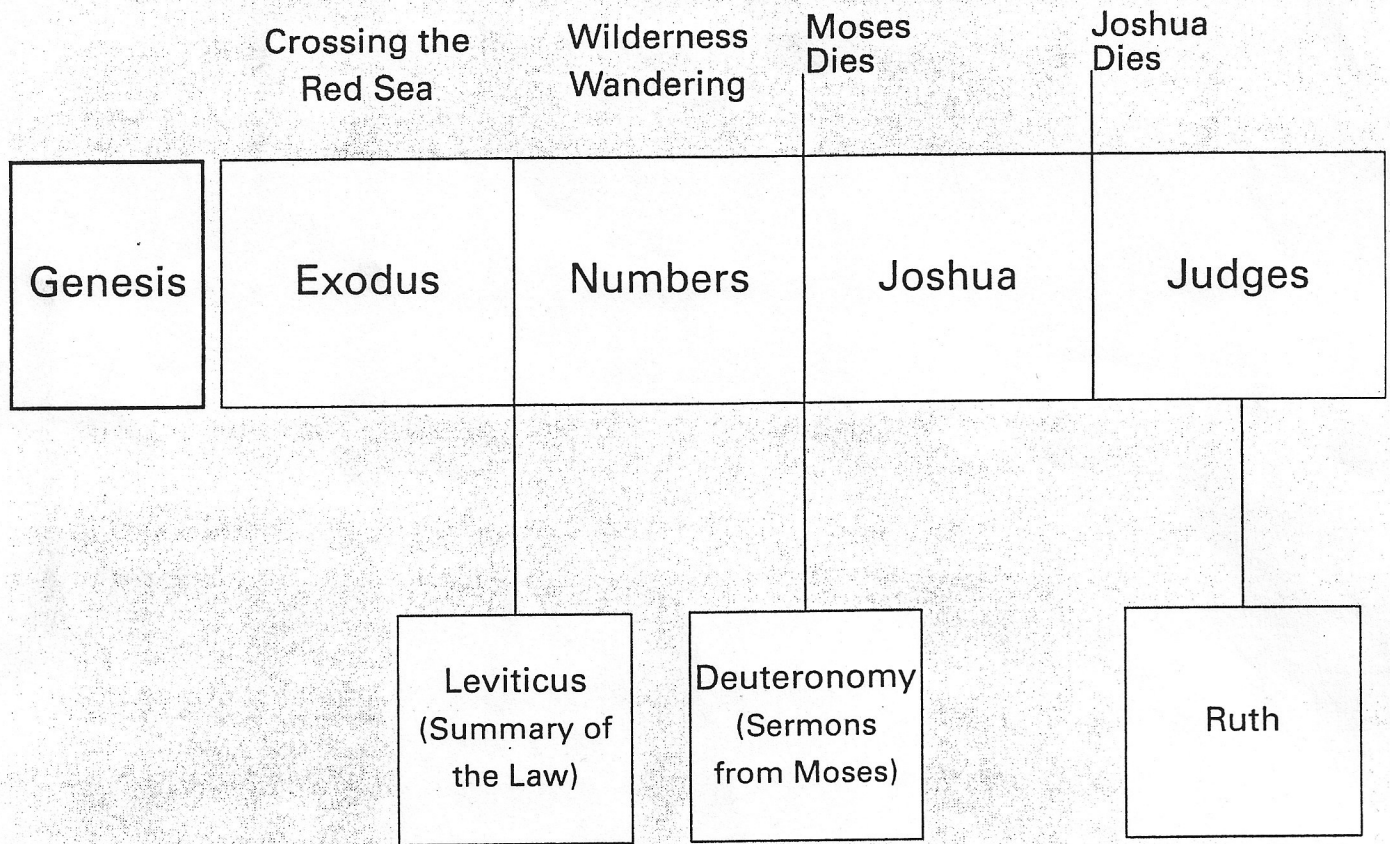 Crossing the
Red Sea
Wilderness
Wandering
Moses
Dies
Joshua
Dies
Genesis
Exodus
Numbers
Joshua
Judges
Leviticus
(Summary of
the Law)
Deuteronomy
(Sermons
from Moses)
Ruth